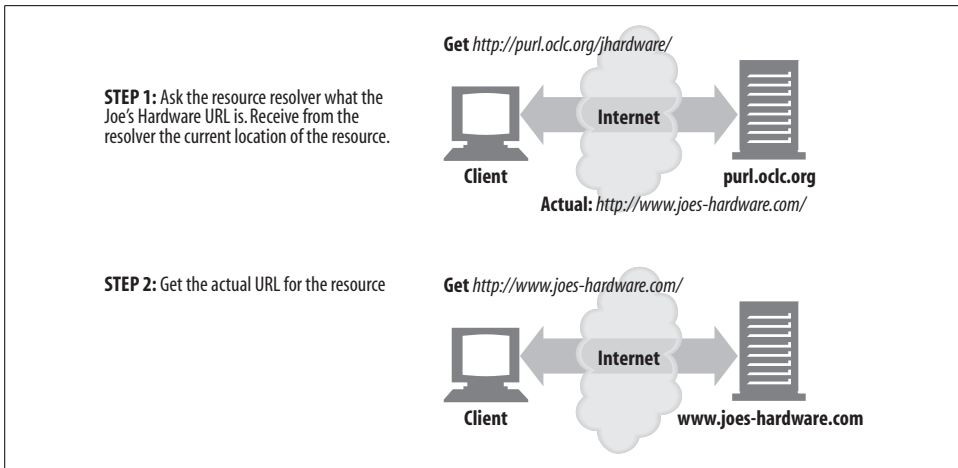 Get http://purl.oclc.org/jhardware/
STEP 1: Ask the resource resolver what the
Joe's Hardware URL is. Receive from the
resolver the current location of the resource.
Internet
Client
purl.oclc.org
Actual: http://www.joes-hardware.com/
STEP 2: Get the actual URL for the resource
Get http://www.joes-hardware.com/
Internet
Client
www.joes-hardware.com